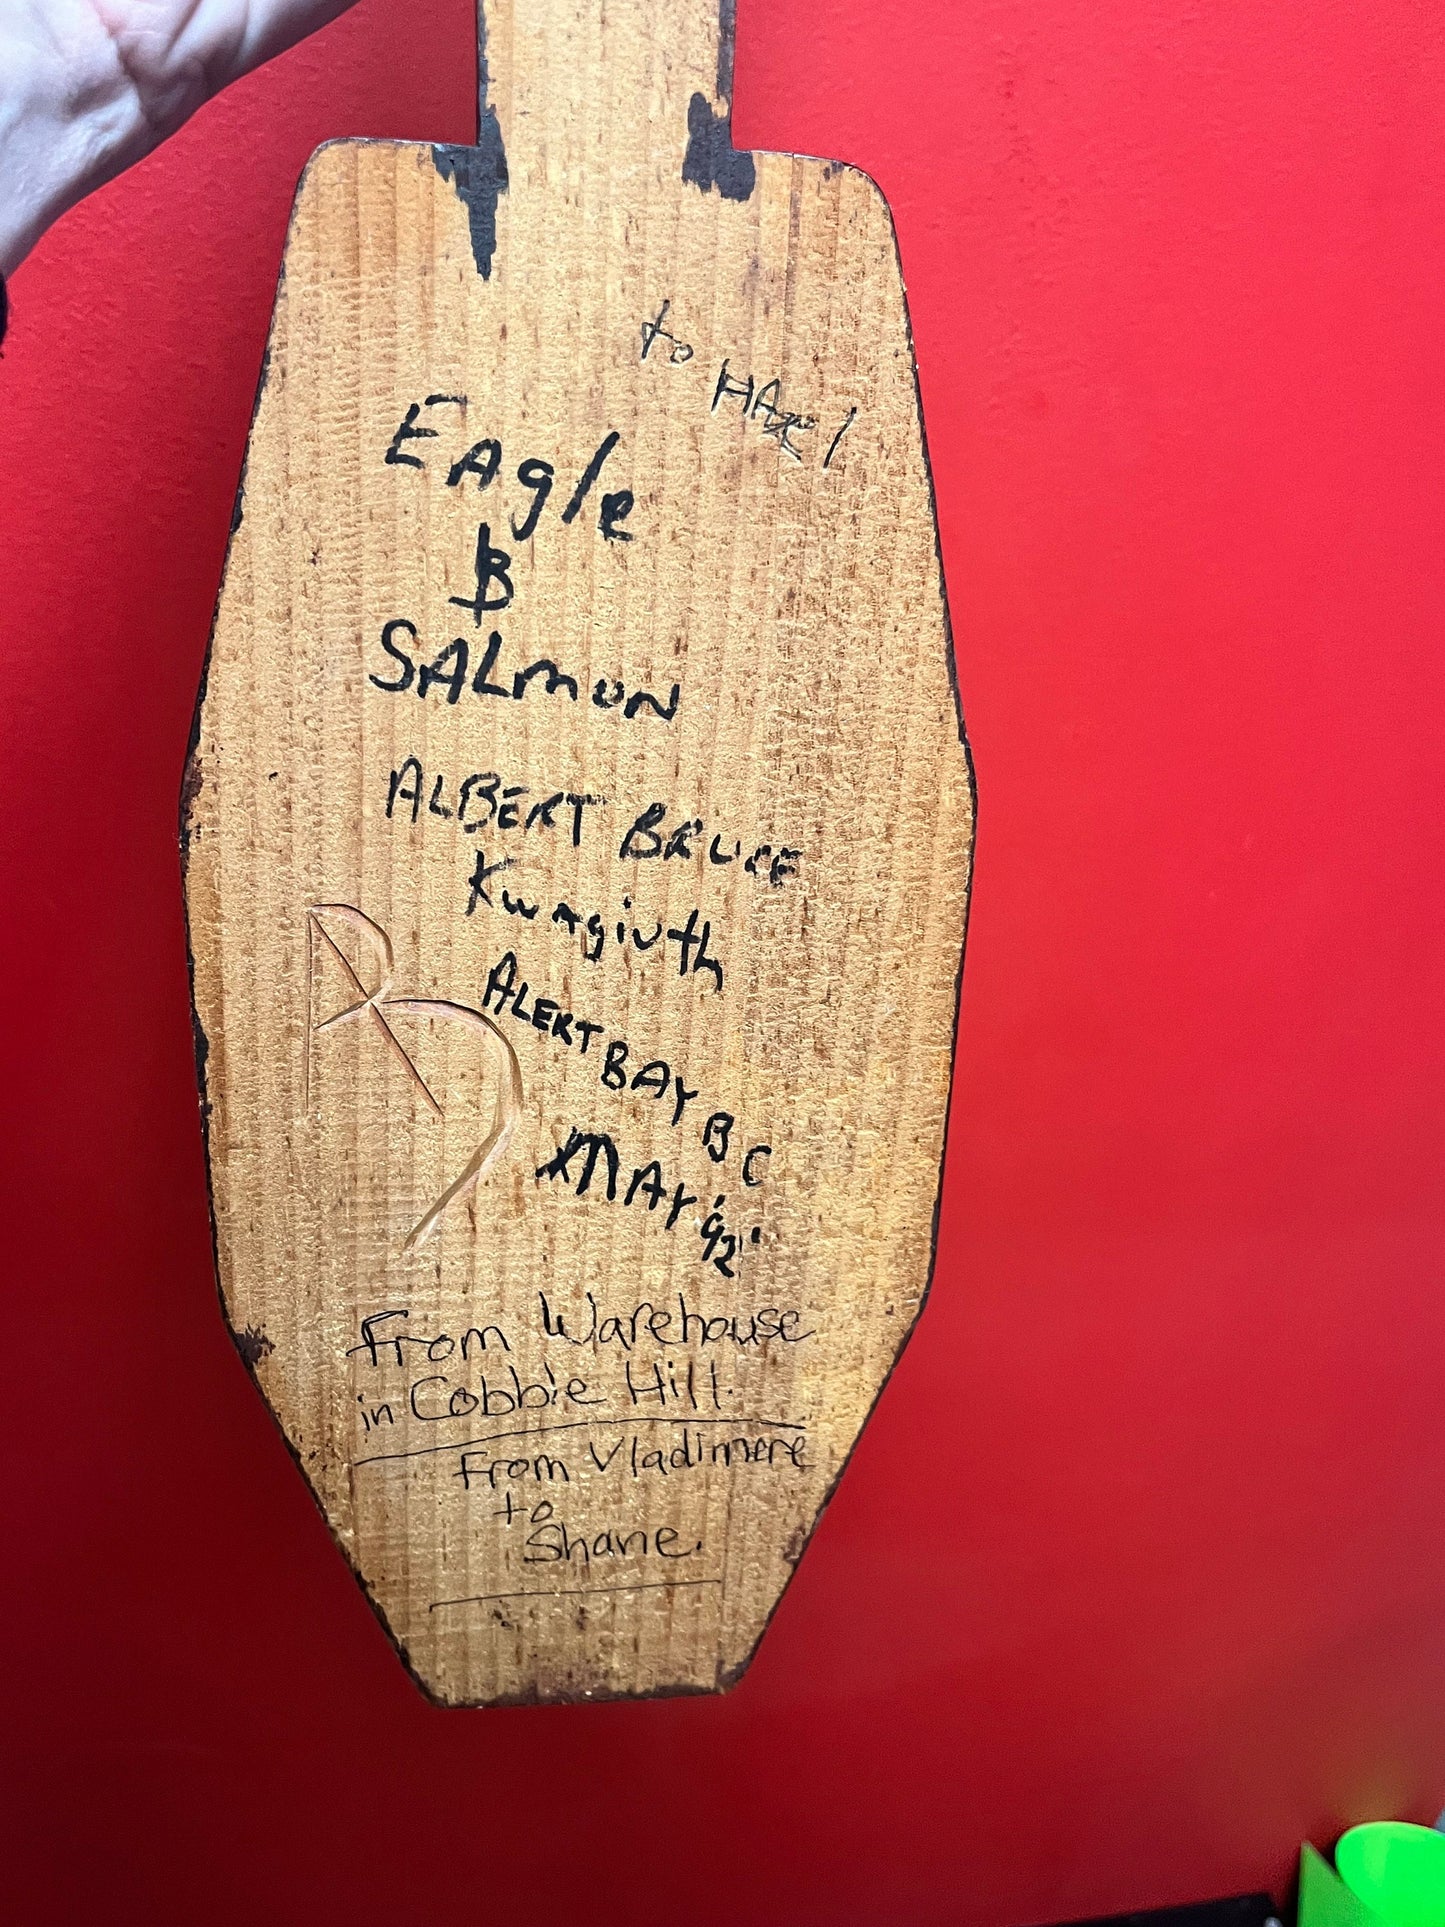 to HAzel
EAgle
&
SALmon
ALBERT BRUCE
Kwagiuth
ALERT BAY BC
MAY '92'
From Warehouse
in Cobble Hill.
From Vladimere
to
Shane.